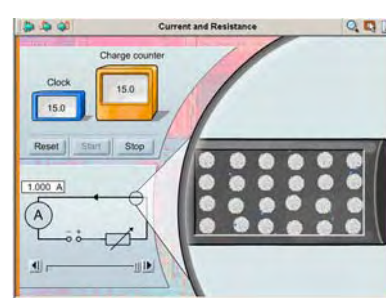 Current and Resistance
Charge counter
Clock
15.0
15.0
Reset Start Stop
1.000 A
A
- +